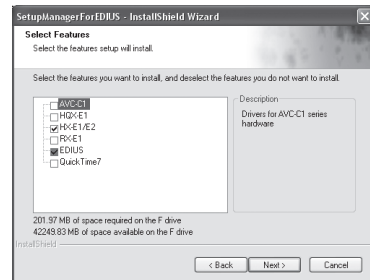 SetupManagerForEDIUS - InstallShield Wizard
Select Features
Select the features setup will install.
Select the features you want to install, and deselect the features you do not want to install.
AVC-C1
HQX-E1
HX-E1/E2
RX-E1
EDIUS
QuickTime7
Description
Drivers for AVC-C1 series
hardware
201.97 MB of space required on the F drive
42249.83 MB of space available on the F drive
InstallShield
< Back
Next >
Cancel